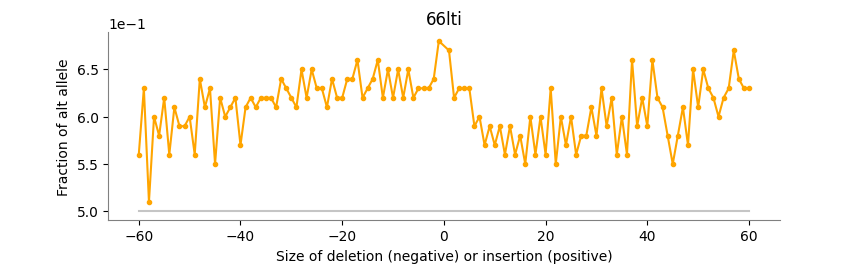 66lti
1e−1
Fraction of alt allele
6.5
6.0
5.5
5.0
−60 −40 −20 0 20 40 60
Size of deletion (negative) or insertion (positive)